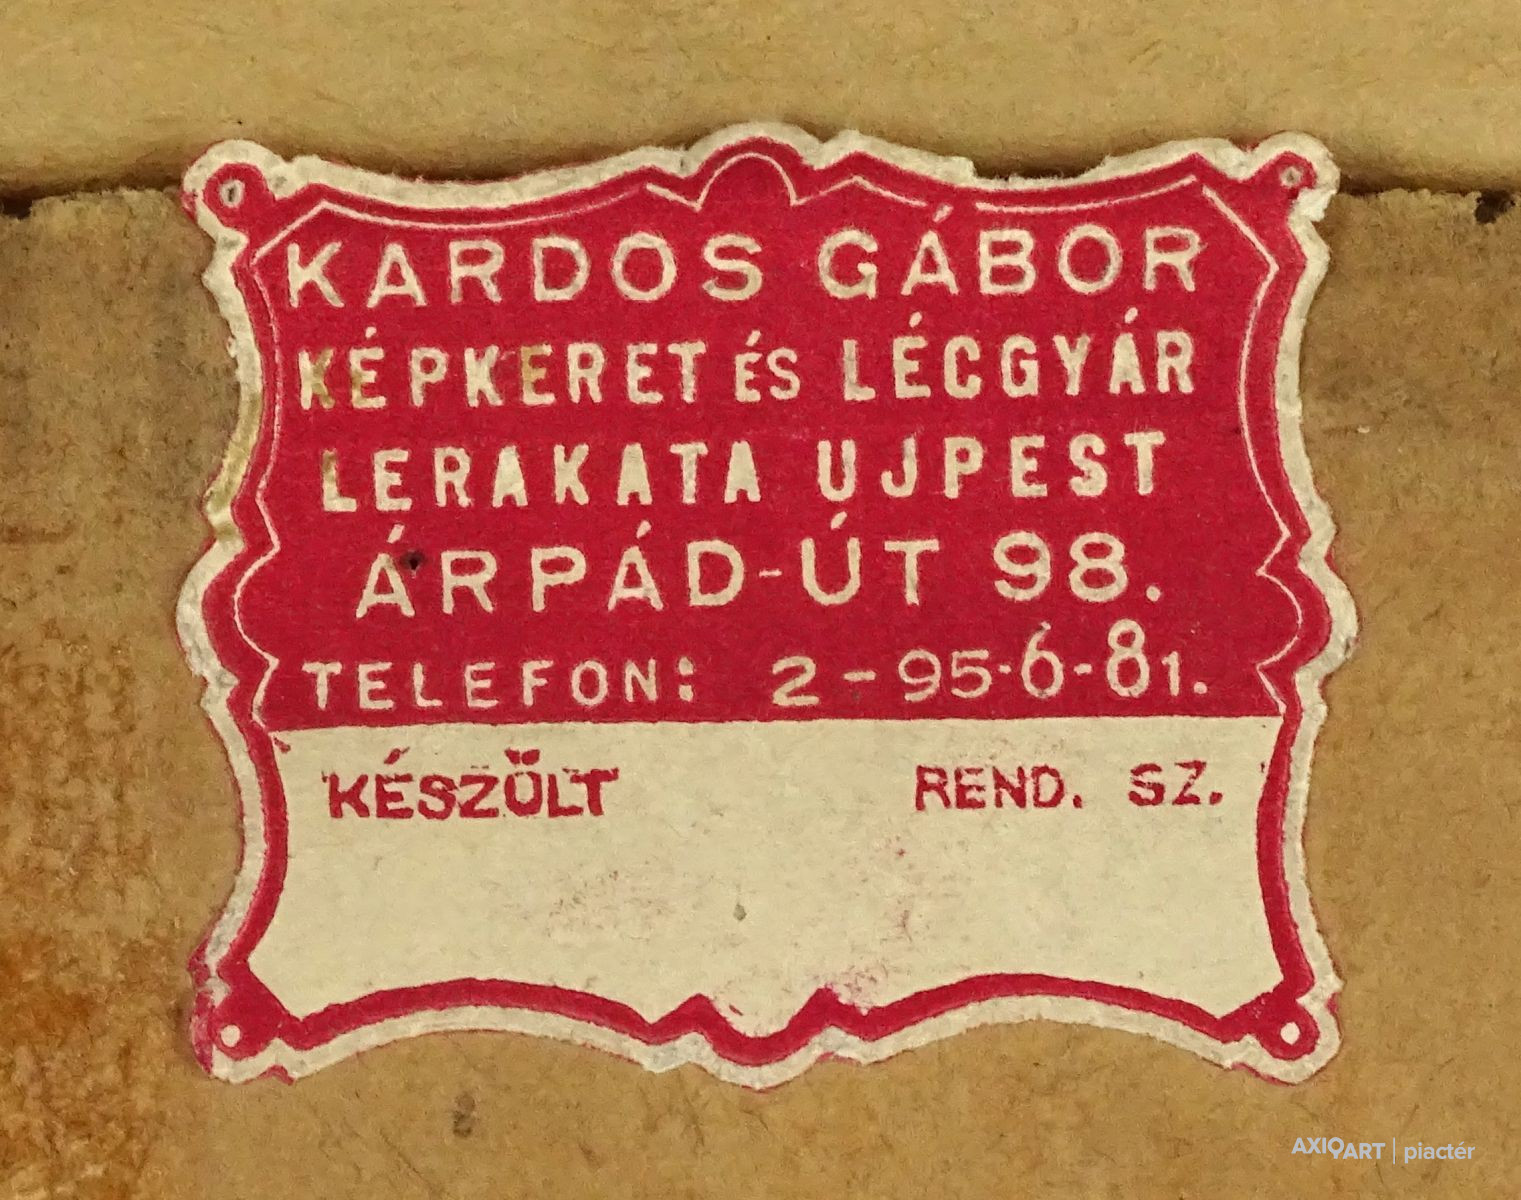 KARDOS GÁBOR
KÉPKERET ÉS LÉCGYÁR
LERAKATA UJPEST
ÁRPÁD-ÚT 98.
TELEFON: 2-95-6-81.
KÉSZÜLT REND. SZ.
AXIOART | piactér